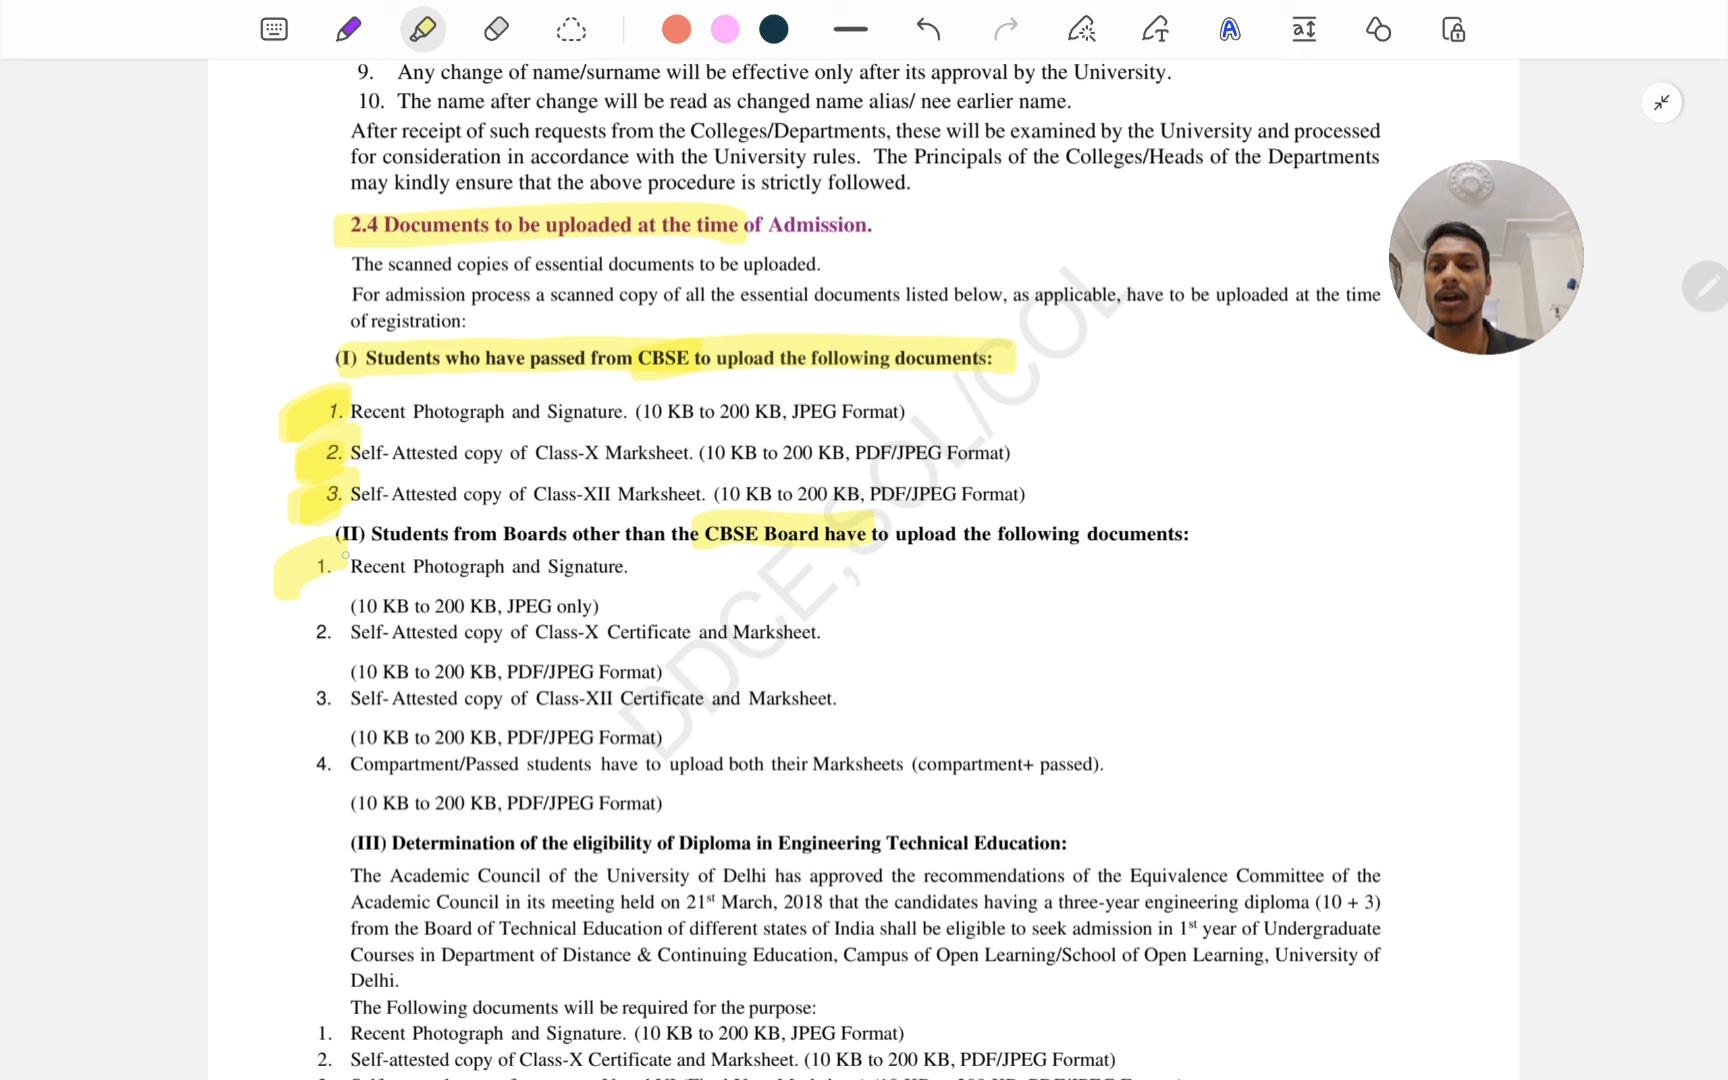 9. Any change of name/surname will be effective only after its approval by the University.
10. The name after change will be read as changed name alias/ nee earlier name.
After receipt of such requests from the Colleges/Departments, these will be examined by the University and processed
for consideration in accordance with the University rules. The Principals of the Colleges/Heads of the Departments
may kindly ensure that the above procedure is strictly followed.
2.4 Documents to be uploaded at the time of Admission.
The scanned copies of essential documents to be uploaded.
For admission process a scanned copy of all the essential documents listed below, as applicable, have to be uploaded at the time
of registration:
(I) Students who have passed from CBSE to upload the following documents:
1. Recent Photograph and Signature. (10 KB to 200 KB, JPEG Format)
2. Self-Attested copy of Class-X Marksheet. (10 KB to 200 KB, PDF/JPEG Format)
3. Self-Attested copy of Class-XII Marksheet. (10 KB to 200 KB, PDF/JPEG Format)
(II) Students from Boards other than the CBSE Board have to upload the following documents:
1. Recent Photograph and Signature.
(10 KB to 200 KB, JPEG only)
2. Self-Attested copy of Class-X Certificate and Marksheet.
(10 KB to 200 KB, PDF/JPEG Format)
3. Self-Attested copy of Class-XII Certificate and Marksheet.
(10 KB to 200 KB, PDF/JPEG Format)
4. Compartment/Passed students have to upload both their Marksheets (compartment+ passed).
(10 KB to 200 KB, PDF/JPEG Format)
(III) Determination of the eligibility of Diploma in Engineering Technical Education:
The Academic Council of the University of Delhi has approved the recommendations of the Equivalence Committee of the
Academic Council in its meeting held on 21st March, 2018 that the candidates having a three-year engineering diploma (10 + 3)
from the Board of Technical Education of different states of India shall be eligible to seek admission in 1st year of Undergraduate
Courses in Department of Distance & Continuing Education, Campus of Open Learning/School of Open Learning, University of
Delhi.
The Following documents will be required for the purpose:
1. Recent Photograph and Signature. (10 KB to 200 KB, JPEG Format)
2. Self-attested copy of Class-X Certificate and Marksheet. (10 KB to 200 KB, PDF/JPEG Format)
DDCE, SOL/COL